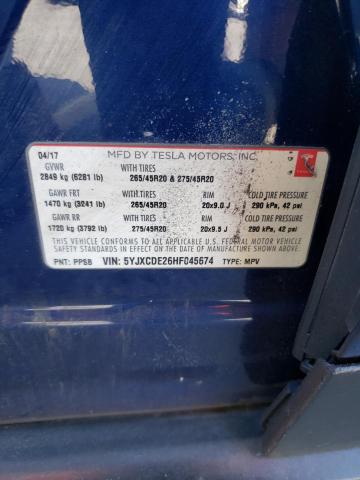 04/17 MFD BY TESLA MOTORS, INC.
GVWR WITH TIRES
2849 kg (6281 lb) 265/45R20 & 275/45R20
GAWR FRT WITH TIRES RIM COLD TIRE PRESSURE
1470 kg (3241 lb) 265/45R20 20x9.0 J 290 kPa, 42 psi
GAWR RR WITH TIRES RIM COLD TIRE PRESSURE
1720 kg (3792 lb) 275/45R20 20x9.5 J 290 kPa, 42 psi
THIS VEHICLE CONFORMS TO ALL APPLICABLE U.S. FEDERAL MOTOR VEHICLE
SAFETY STANDARDS IN EFFECT ON THE DATE OF MANUFACTURE SHOWN ABOVE.
PNT: PPSB VIN: 5YJXCDE26HF045674 TYPE: MPV